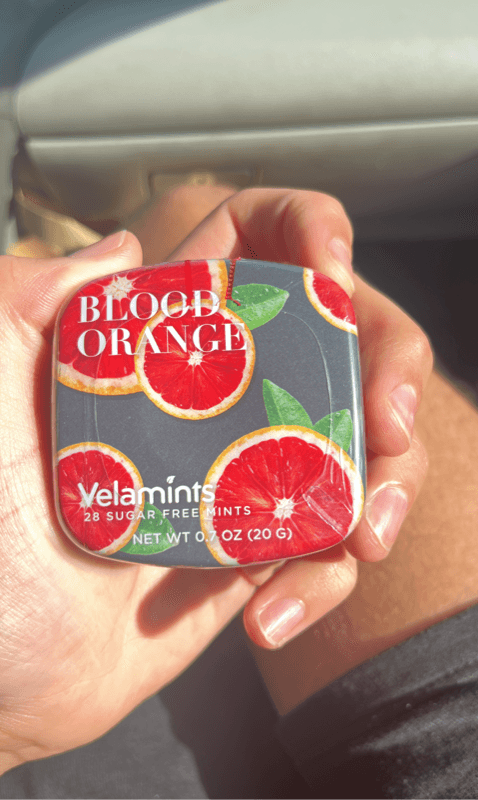 BLOOD
ORANGE
Velamints
28 SUGAR FREE MINTS
NET WT 0.7 OZ (20 G)